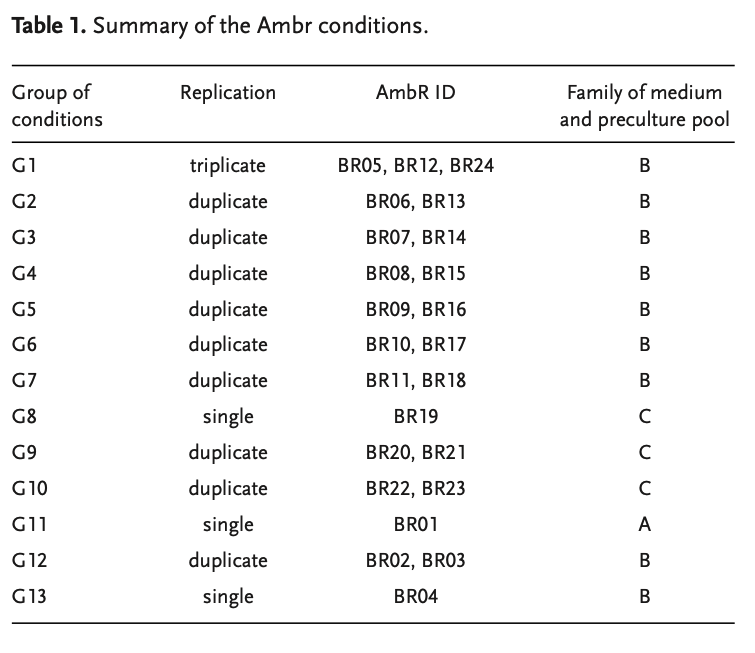 Table 1. Summary of the Ambr conditions.
Group of conditions Replication AmbR ID Family of medium and preculture pool
G1 triplicate BR05, BR12, BR24 B
G2 duplicate BR06, BR13 B
G3 duplicate BR07, BR14 B
G4 duplicate BR08, BR15 B
G5 duplicate BR09, BR16 B
G6 duplicate BR10, BR17 B
G7 duplicate BR11, BR18 B
G8 single BR19 C
G9 duplicate BR20, BR21 C
G10 duplicate BR22, BR23 C
G11 single BR01 A
G12 duplicate BR02, BR03 B
G13 single BR04 B